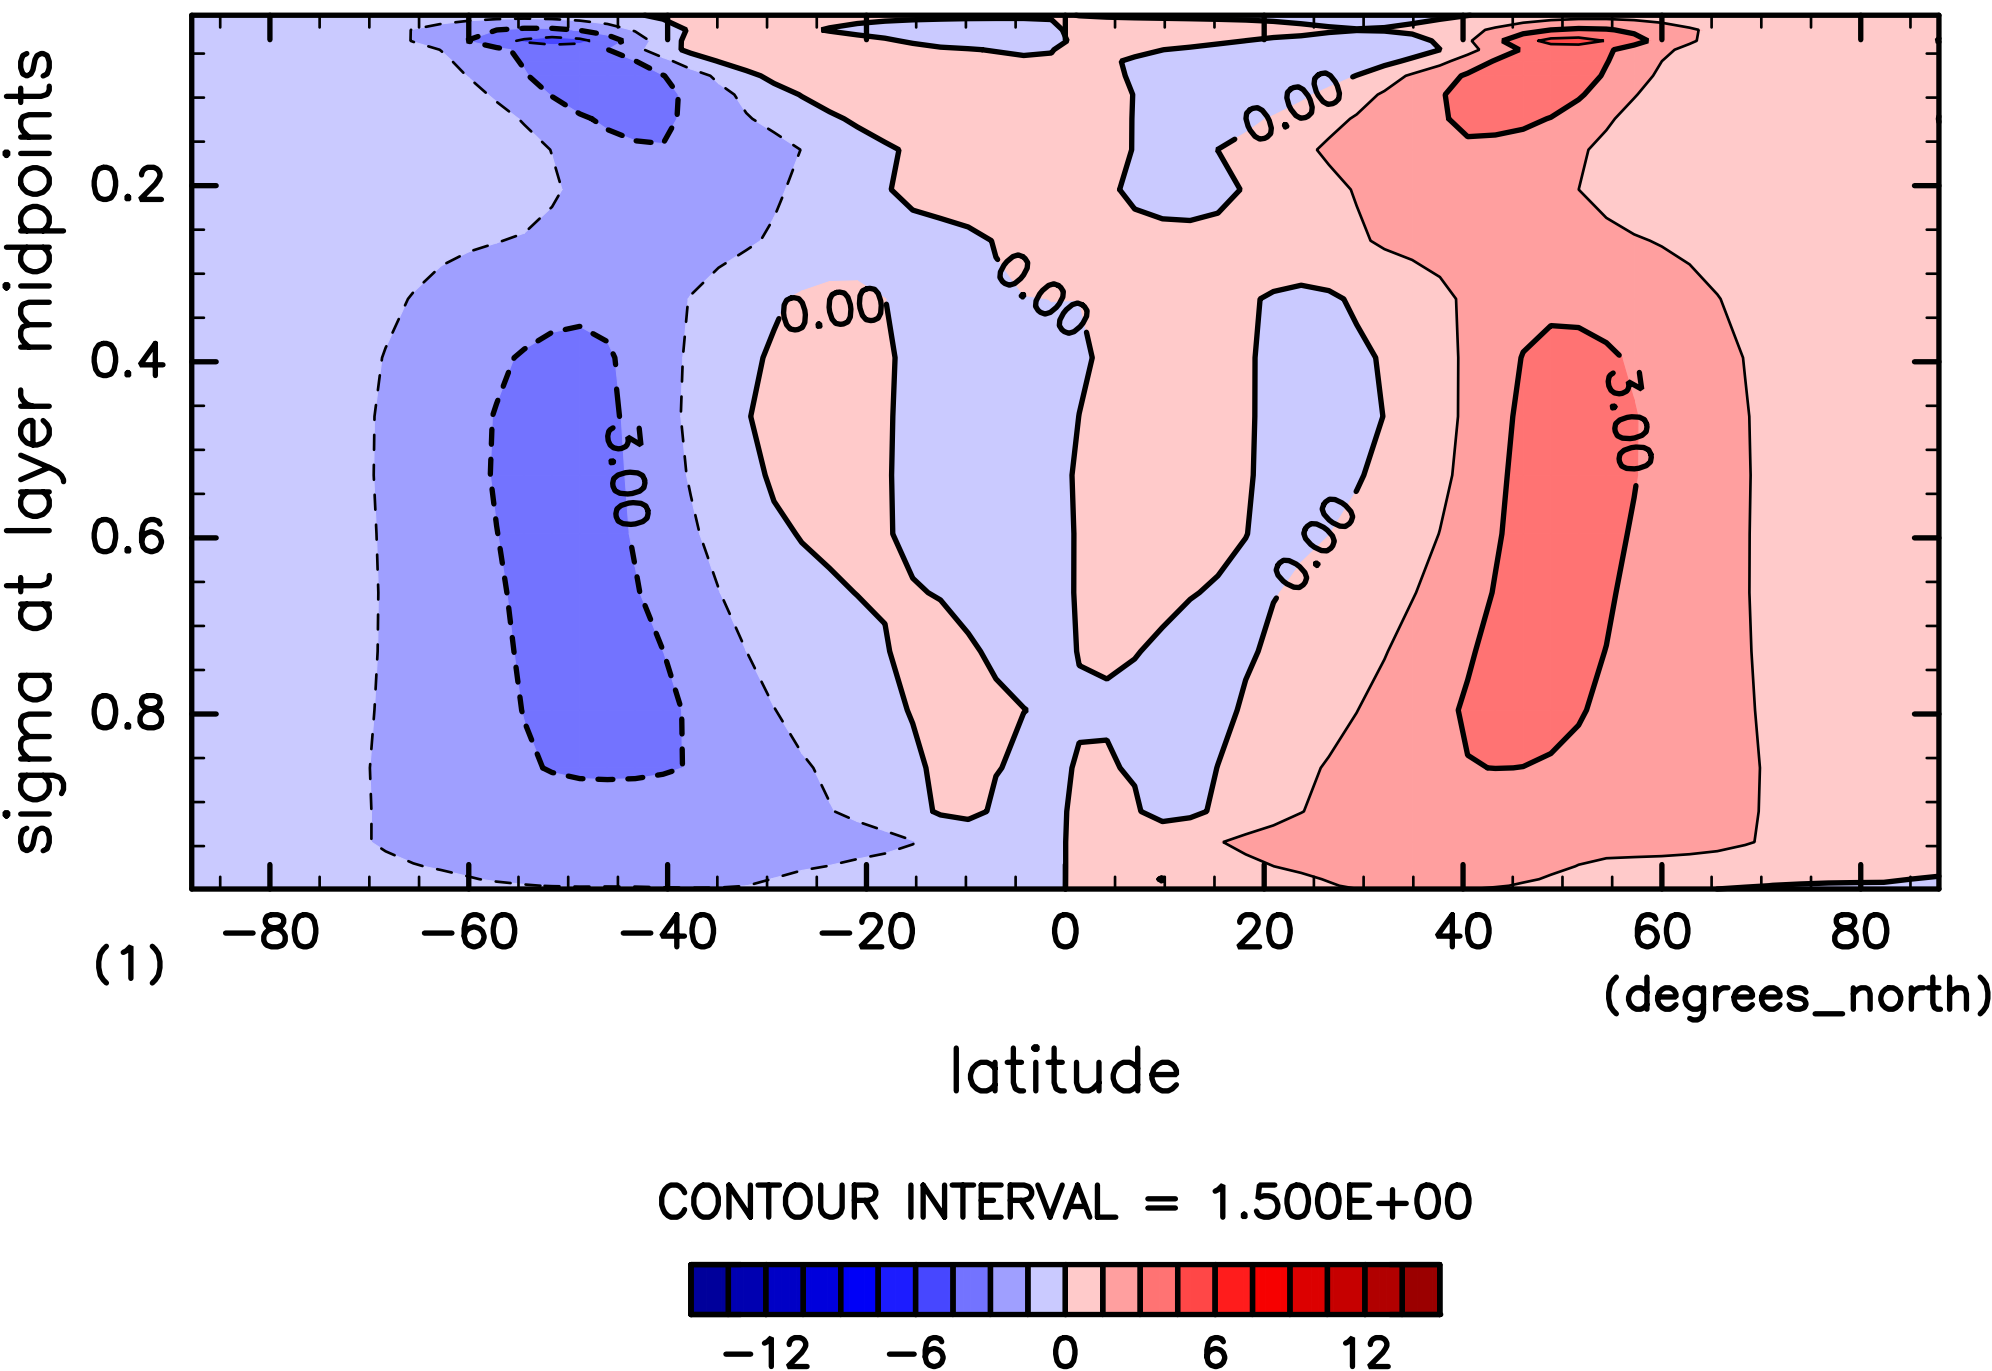 sigma at layer midpoints
0.00
0.00
0.00
0.00
0.00
3.00
3.00
0.2
0.4
0.6
0.8
−80 −60 −40 −20 0 20 40 60 80
(1)
(degrees_north)
latitude
CONTOUR INTERVAL = 1.500E+00
−12 −6 0 6 12